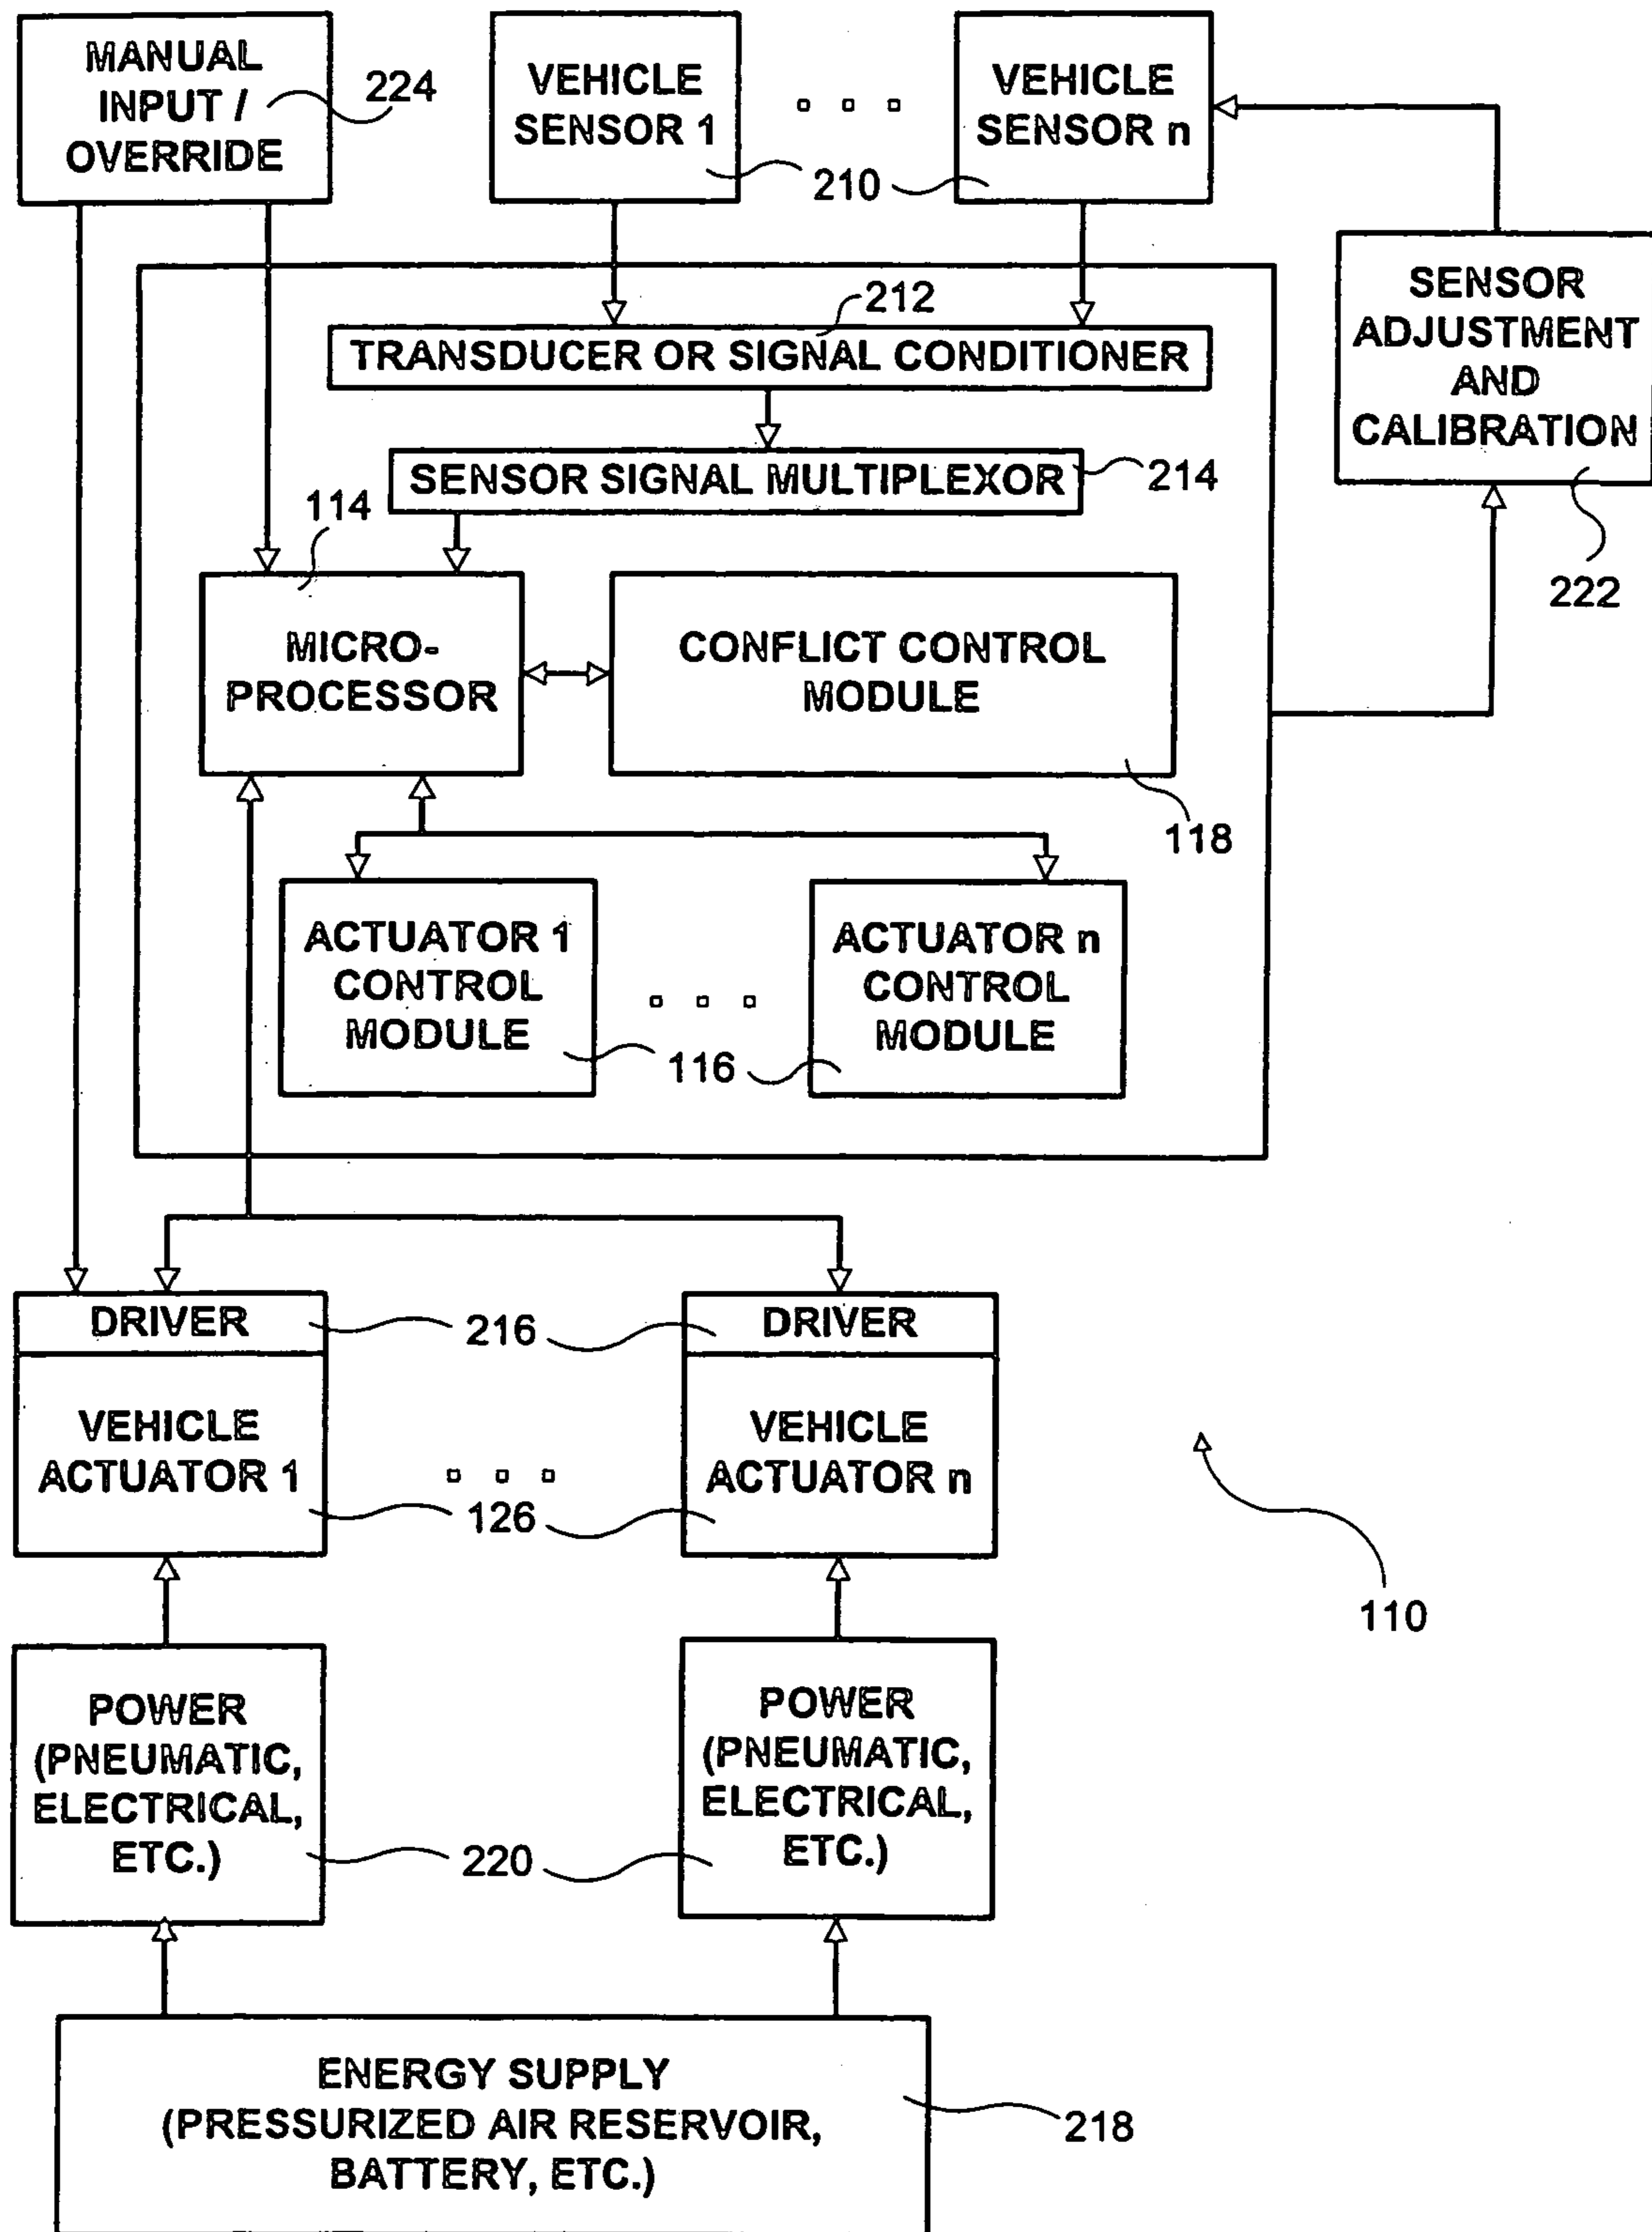 MANUAL
INPUT /
OVERRIDE
224
VEHICLE
SENSOR 1
210
VEHICLE
SENSOR n
SENSOR
ADJUSTMENT
AND
CALIBRATION
222
212
TRANSDUCER OR SIGNAL CONDITIONER
SENSOR SIGNAL MULTIPLEXOR
214
114
MICRO-
PROCESSOR
CONFLICT CONTROL
MODULE
118
ACTUATOR 1
CONTROL
MODULE
116
ACTUATOR n
CONTROL
MODULE
DRIVER
216
DRIVER
VEHICLE
ACTUATOR 1
126
VEHICLE
ACTUATOR n
110
POWER
(PNEUMATIC,
ELECTRICAL,
ETC.)
220
POWER
(PNEUMATIC,
ELECTRICAL,
ETC.)
ENERGY SUPPLY
(PRESSURIZED AIR RESERVOIR,
BATTERY, ETC.)
218